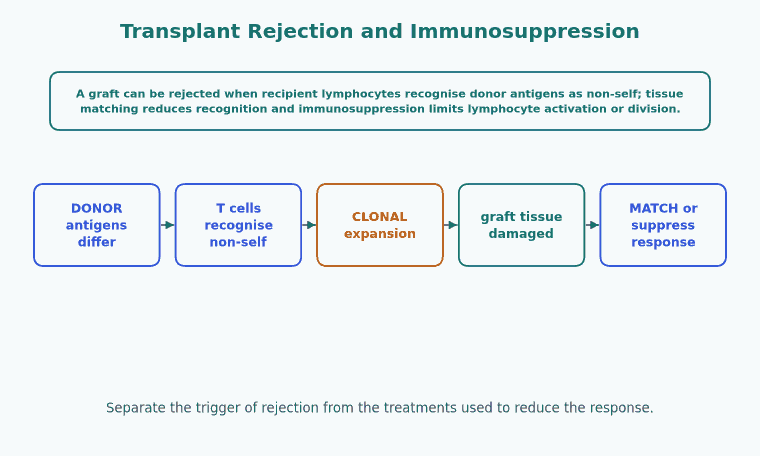 Transplant Rejection and Immunosuppression
A graft can be rejected when recipient lymphocytes recognise donor antigens as non-self; tissue
matching reduces recognition and immunosuppression limits lymphocyte activation or division.
DONOR
antigens
differ
T cells
recognise
non-self
CLONAL
expansion
graft tissue
damaged
MATCH or
suppress
response
Separate the trigger of rejection from the treatments used to reduce the response.